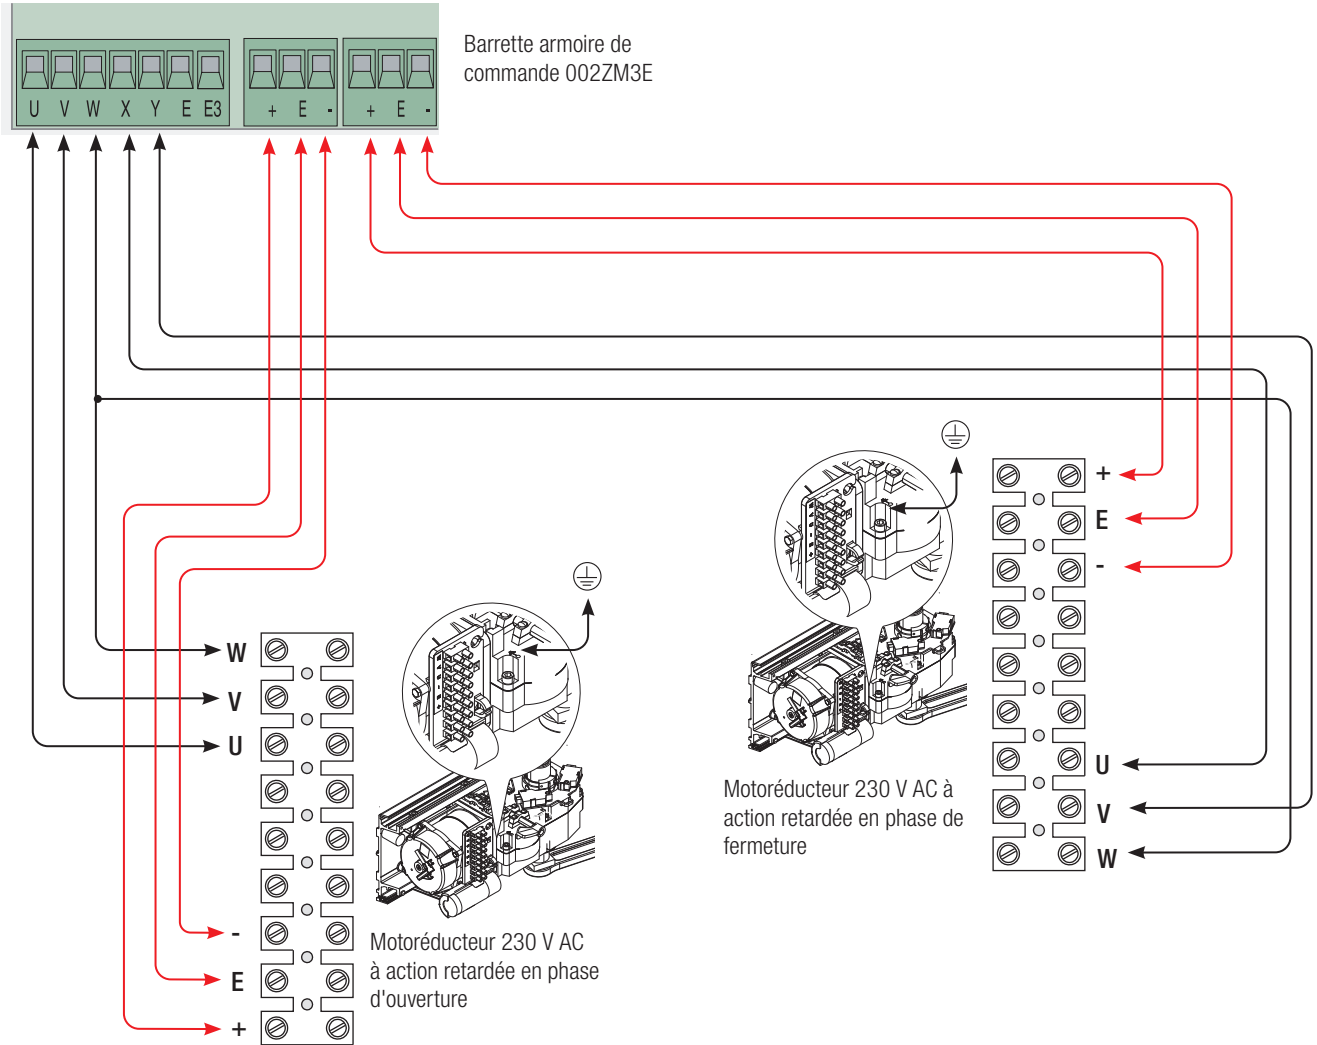 Barrette armoire de
commande 002ZM3E
U V W X Y E E3 + E - + E -
+
E
-
W
V
U
U
V
W
Motoréducteur 230 V AC à
action retardée en phase de
fermeture
-
E
+
Motoréducteur 230 V AC
à action retardée en phase
d'ouverture